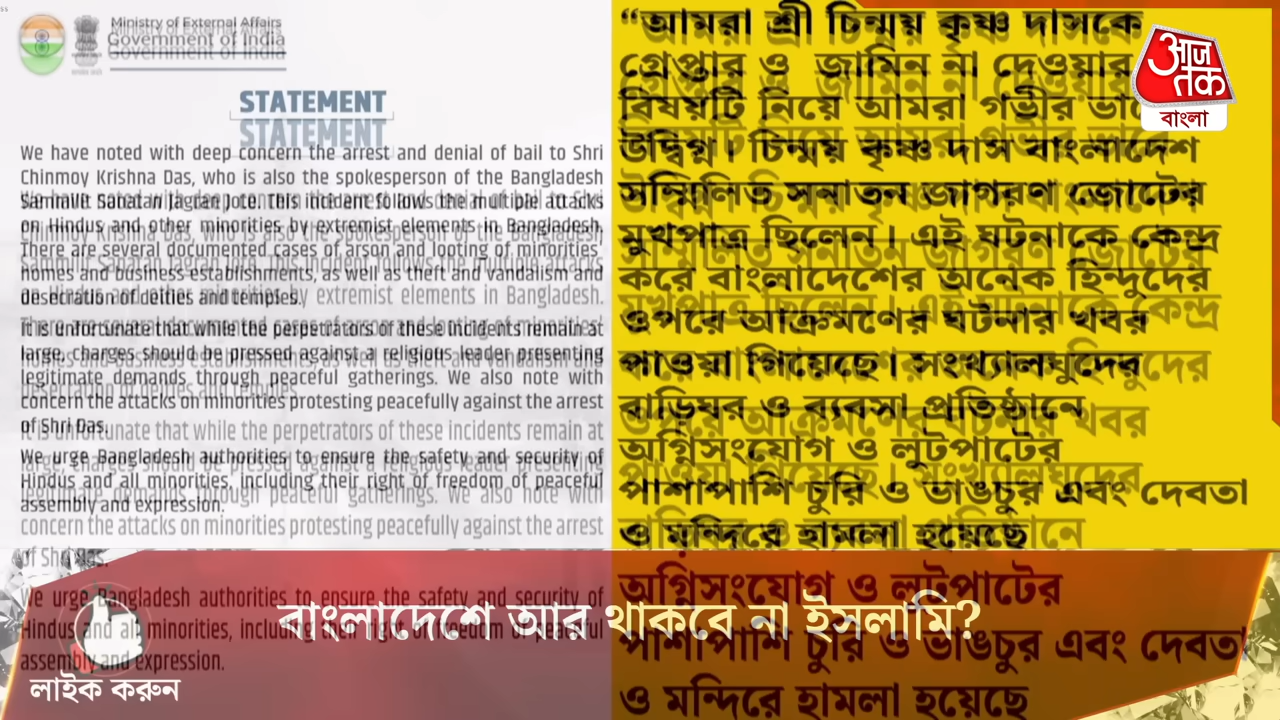 Ministry of External Affairs
Government of India
STATEMENT
We have noted with deep concern the arrest and denial of bail to Shri
Chinmoy Krishna Das, who is also the spokesperson of the Bangladesh
Sammilit Sanatan Jagran Jote. This incident follows the multiple attacks
on Hindus and other minorities by extremist elements in Bangladesh.
There are several documented cases of arson and looting of minorities'
homes and business establishments, as well as theft and vandalism and
desecration of deities and temples.
It is unfortunate that while the perpetrators of these incidents remain at
large, charges should be pressed against a religious leader presenting
legitimate demands through peaceful gatherings. We also note with
concern the attacks on minorities protesting peacefully against the arrest
of Shri Das.
We urge Bangladesh authorities to ensure the safety and security of
Hindus and all minorities, including their right of freedom of peaceful
assembly and expression.
“আমরা শ্রী চিন্ময় কৃষ্ণ দাসকে
গ্রেপ্তার ও জামিন না দেওয়ার
বিষয়টি নিয়ে আমরা গভীর ভাবে
উদ্বিগ্ন। চিন্ময় কৃষ্ণ দাস বাংলাদেশ
সম্মিলিত সনাতন জাগরণ জোটের
মুখপাত্র ছিলেন। এই ঘটনাকে কেন্দ্র
করে বাংলাদেশের অনেক হিন্দুদের
ওপরে আক্রমণের ঘটনার খবর
পাওয়া গিয়েছে। সংখ্যালঘুদের
বাড়িঘর ও ব্যবসা প্রতিষ্ঠানে
অগ্নিসংযোগ ও লুটপাটের
পাশাপাশি চুরি ও ভাঙচুর এবং দেবতা
ও মন্দিরে হামলা হয়েছে
आज तक
বাংলা
বাংলাদেশে আর থাকবে না ইসলামি?
লাইক করুন